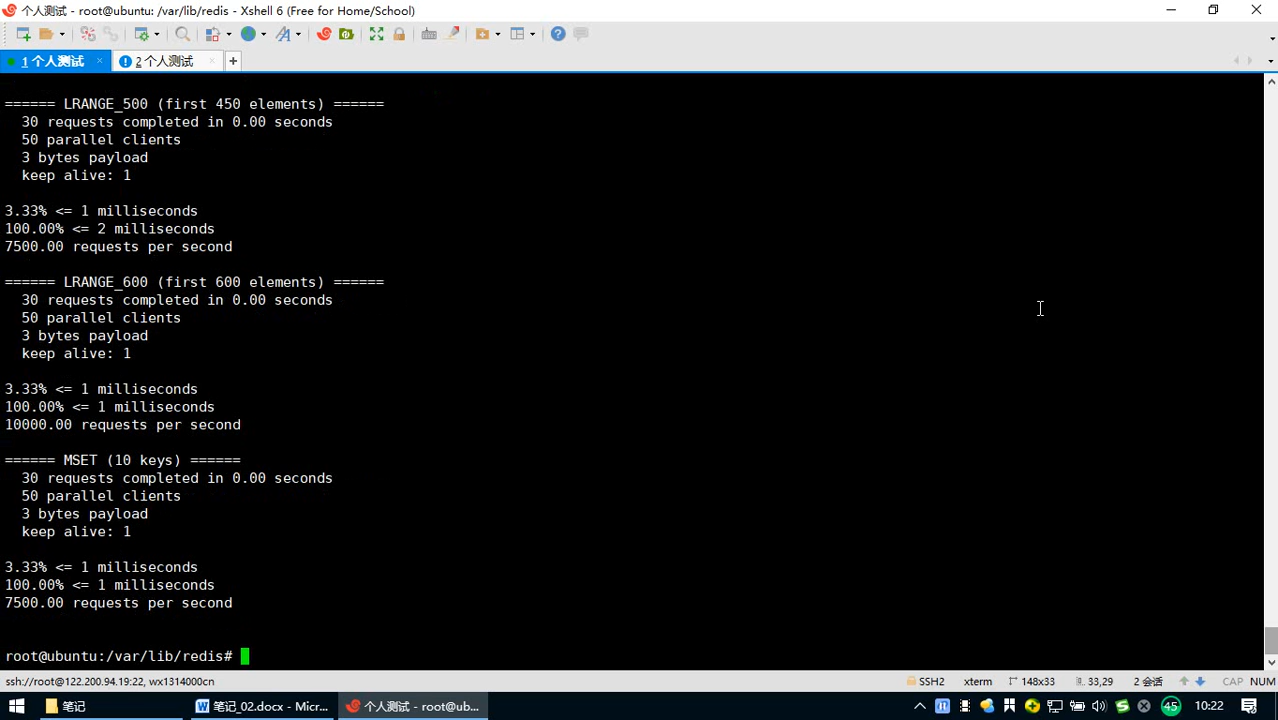 个人测试 - root@ubuntu: /var/lib/redis - Xshell 6 (Free for Home/School)
1 个人测试
2 个人测试
====== LRANGE_500 (first 450 elements) ======
30 requests completed in 0.00 seconds
50 parallel clients
3 bytes payload
keep alive: 1
3.33% <= 1 milliseconds
100.00% <= 2 milliseconds
7500.00 requests per second
====== LRANGE_600 (first 600 elements) ======
30 requests completed in 0.00 seconds
50 parallel clients
3 bytes payload
keep alive: 1
3.33% <= 1 milliseconds
100.00% <= 1 milliseconds
10000.00 requests per second
====== MSET (10 keys) ======
30 requests completed in 0.00 seconds
50 parallel clients
3 bytes payload
keep alive: 1
3.33% <= 1 milliseconds
100.00% <= 1 milliseconds
7500.00 requests per second
root@ubuntu:/var/lib/redis#
ssh://root@122.200.94.19:22, wx1314000cn
SSH2 xterm 148x33 33,29 2 会话 CAP NUM
笔记 笔记_02.docx - Micr... 个人测试 - root@ub... 45 10:22